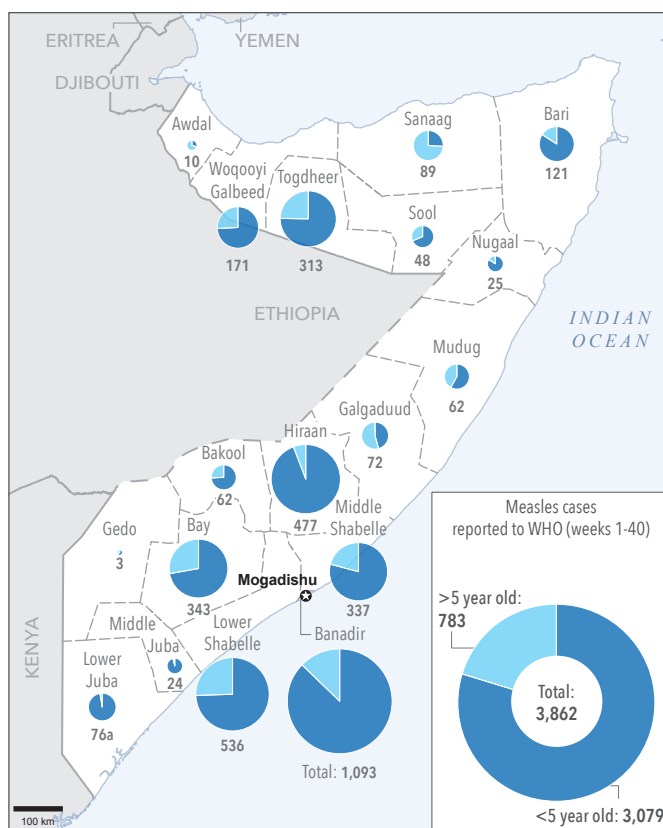 ERITREA
YEMEN
DJIBOUTI
Awdal
10
Woqooyi
Galbeed
171
Togdheer
313
Sanaag
89
Bari
121
Sool
48
Nugaal
25
ETHIOPIA
INDIAN
OCEAN
Mudug
62
Galgaduud
72
Hiraan
477
Bakool
62
Middle
Shabelle
337
Gedo
3
Bay
343
Mogadishu
Banadir
Total: 1,093
Middle
Juba
24
Lower
Shabelle
536
Lower
Juba
76a
KENYA
100 km
Measles cases
reported to WHO (weeks 1-40)
>5 year old:
783
Total:
3,862
<5 year old: 3,079